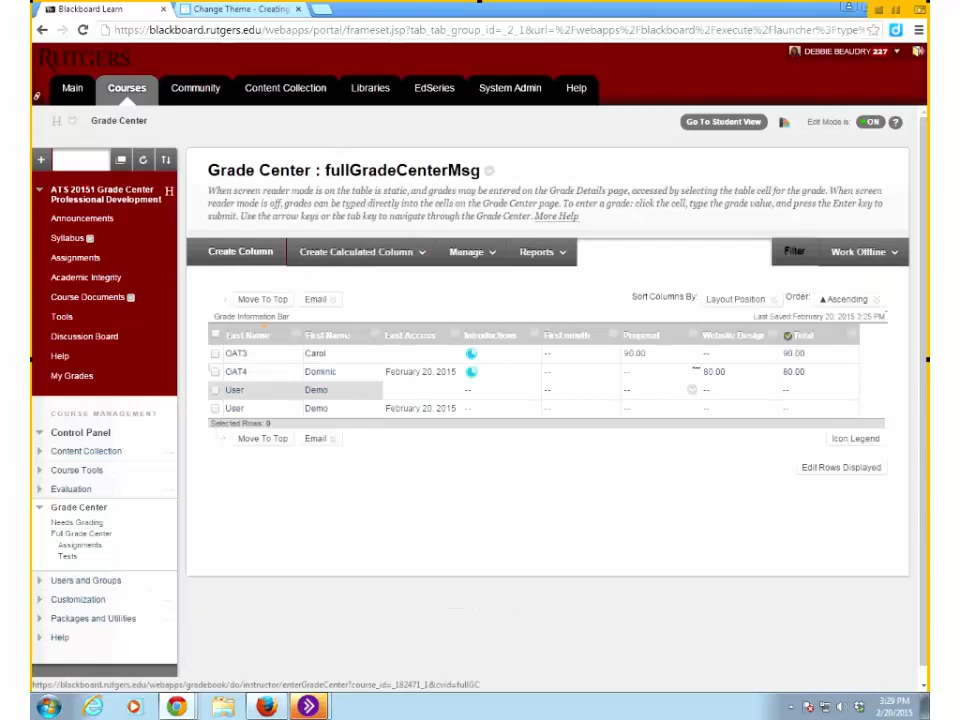 Blackboard Learn
Change Theme - Creating
https://blackboard.rutgers.edu/webapps/portal/frameset.jsp?tab_tab_group_id=_2_1&url=%2Fwebapps%2Fblackboard%2Fexecute%2Flauncher%3Ftype%
RUTGERS
DEBBIE BEAUDRY 227
Main Courses Community Content Collection Libraries EdSeries System Admin Help
Grade Center
Go To Student View
Edit Mode is: ON ?
ATS 20151 Grade Center
Professional Development
Announcements
Syllabus
Assignments
Academic Integrity
Course Documents
Tools
Discussion Board
Help
My Grades
COURSE MANAGEMENT
Control Panel
Content Collection
Course Tools
Evaluation
Grade Center
Needs Grading
Full Grade Center
Assignments
Tests
Users and Groups
Customization
Packages and Utilities
Help
Grade Center : fullGradeCenterMsg
When screen reader mode is on the table is static, and grades may be entered on the Grade Details page, accessed by selecting the table cell for the grade. When screen
reader mode is off, grades can be typed directly into the cells on the Grade Center page. To enter a grade: click the cell, type the grade value, and press the Enter key to
submit. Use the arrow keys or the tab key to navigate through the Grade Center. More Help
Create Column Create Calculated Column Manage Reports Filter Work Offline
Move To Top Email
Sort Columns By: Layout Position Order: Ascending
Grade Information Bar
Last Saved:February 20, 2015 3:25 PM
Last Name First Name Last Access Introductions First month Proposal Website Design Total
OAT3 Carol -- 90.00 -- 90.00
OAT4 Dominic February 20, 2015 -- -- 80.00 80.00
User Demo -- -- -- -- --
User Demo February 20, 2015 -- -- -- -- --
Selected Rows: 0
Move To Top Email
Icon Legend
Edit Rows Displayed
https://blackboard.rutgers.edu/webapps/gradebook/do/instructor/enterGradeCenter?course_id=_182471_1&cvid=fullGC
3:29 PM
2/20/2015